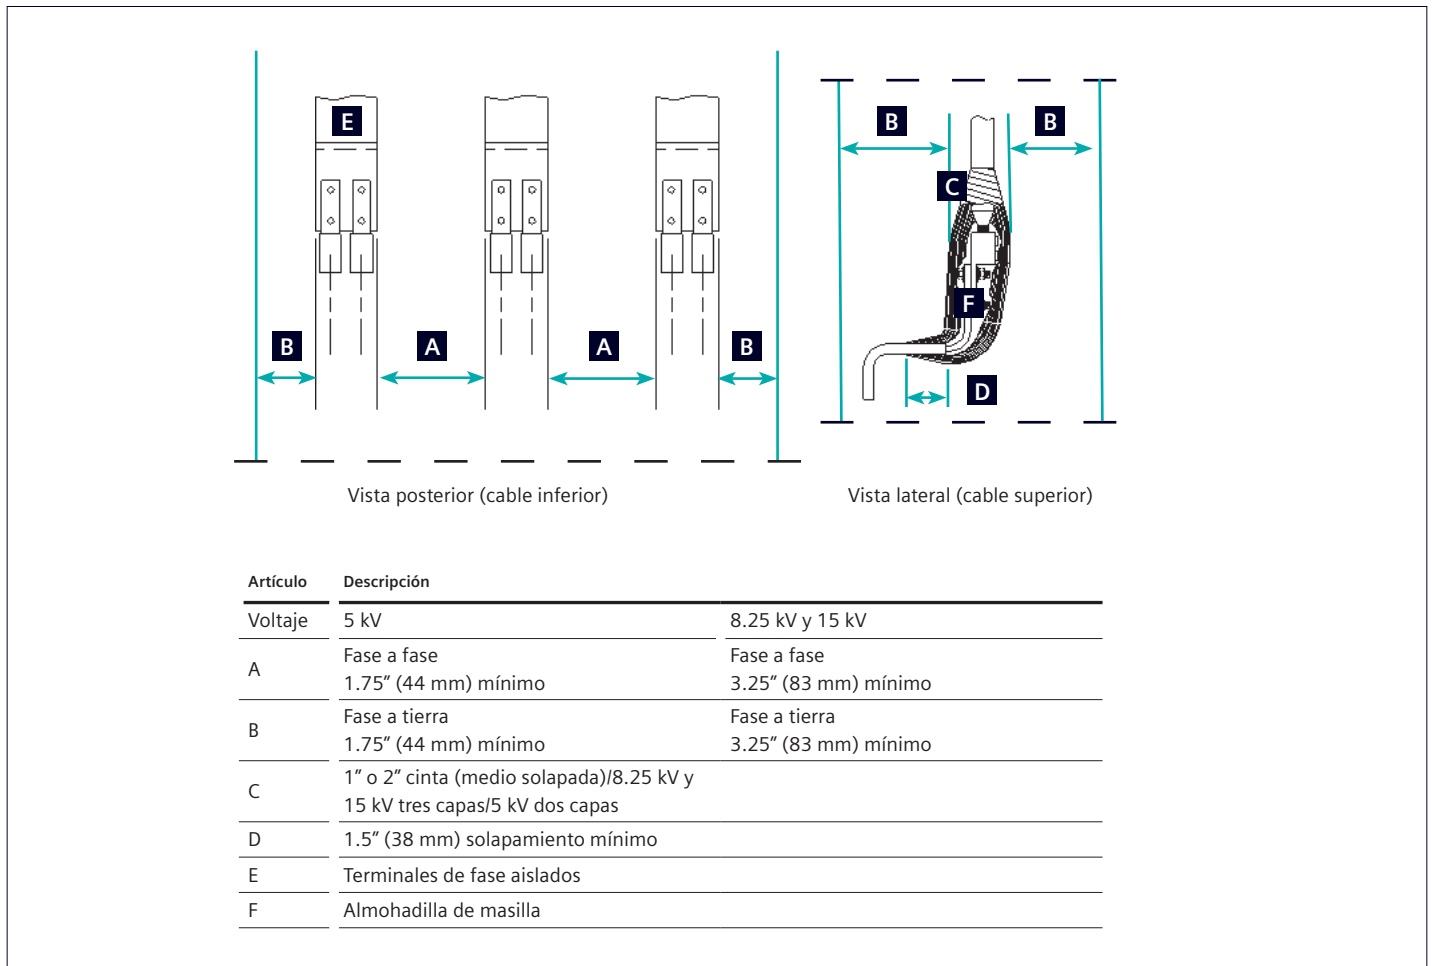 E
B
A
A
B
B
B
C
F
D
Vista posterior (cable inferior)
Vista lateral (cable superior)
Artículo Descripción
Voltaje 5 kV 8.25 kV y 15 kV
A Fase a fase Fase a fase
1.75” (44 mm) mínimo 3.25” (83 mm) mínimo
B Fase a tierra Fase a tierra
1.75” (44 mm) mínimo 3.25” (83 mm) mínimo
C 1” o 2” cinta (medio solapada)/8.25 kV y
15 kV tres capas/5 kV dos capas
D 1.5” (38 mm) solapamiento mínimo
E Terminales de fase aislados
F Almohadilla de masilla